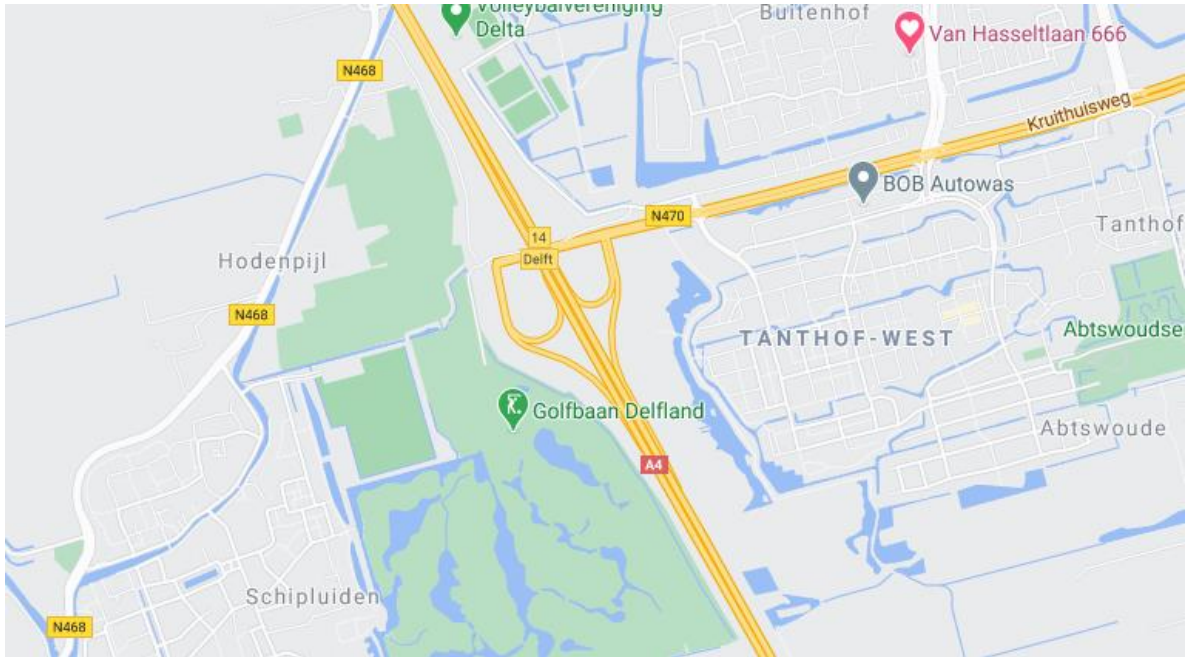 Volleybalvereniging
Delta
Buitenhof
Van Hasseltlaan 666
N468
Kruithuisweg
BOB Autowas
N470
Tanthof
14
Delft
Hodenpijl
N468
TANTHOF-WEST
Abtswoudse
Golfbaan Delfland
Abtswoude
A4
Schipluiden
N468